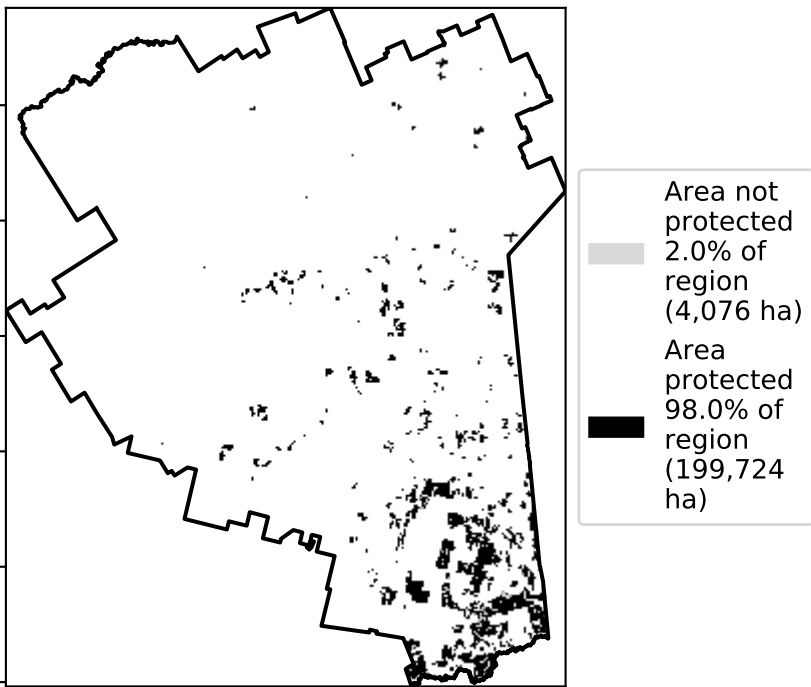 Area not
protected
2.0% of
region
(4,076 ha)
Area
protected
98.0% of
region
(199,724
ha)